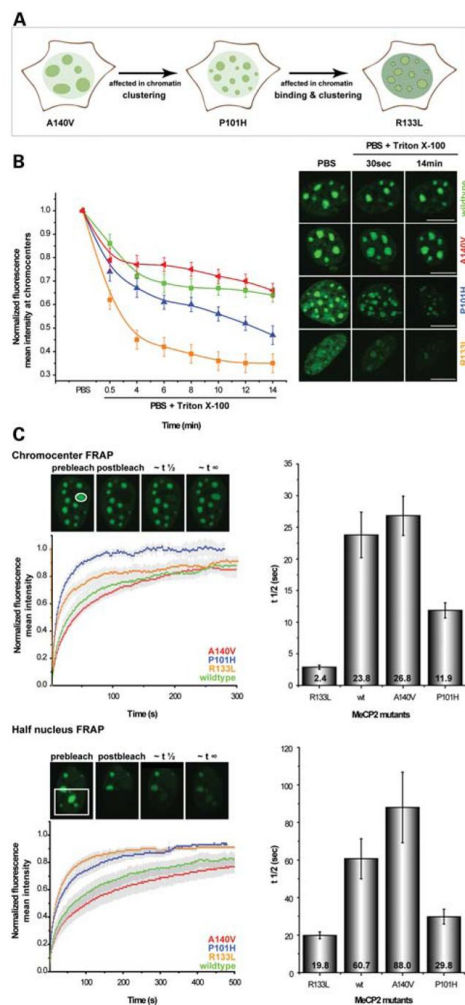 A
affected in chromatin
clustering
affected in chromatin
binding & clustering
A140V
P101H
R133L
B
PBS + Triton X-100
PBS
30sec
14min
wildtype
A140V
P101H
R133L
Normalized fluorescence
mean intensity at chromocenters
1.0
0.9
0.8
0.7
0.6
0.5
0.4
0.3
PBS
0.5
4
6
8
10
12
14
PBS + Triton X-100
Time (min)
C
Chromocenter FRAP
prebleach
postbleach
~ t ½
~ t ∞
Normalized fluorescence
mean intensity
1.0
0.8
0.6
0.4
0.2
0.0
100
200
300
Time (s)
A140V
P101H
R133L
wildtype
t 1/2 (sec)
35
30
25
20
15
10
5
0
2.4
23.8
26.8
11.9
R133L
wt
A140V
P101H
MeCP2 mutants
Half nucleus FRAP
prebleach
postbleach
~ t ½
~ t ∞
Normalized fluorescence
mean intensity
1.0
0.8
0.6
0.4
0.2
0.0
100
200
300
400
500
Time (s)
A140V
P101H
R133L
wildtype
t 1/2 (sec)
120
100
80
60
40
20
0
19.8
60.7
88.0
29.8
R133L
wt
A140V
P101H
MeCP2 mutants